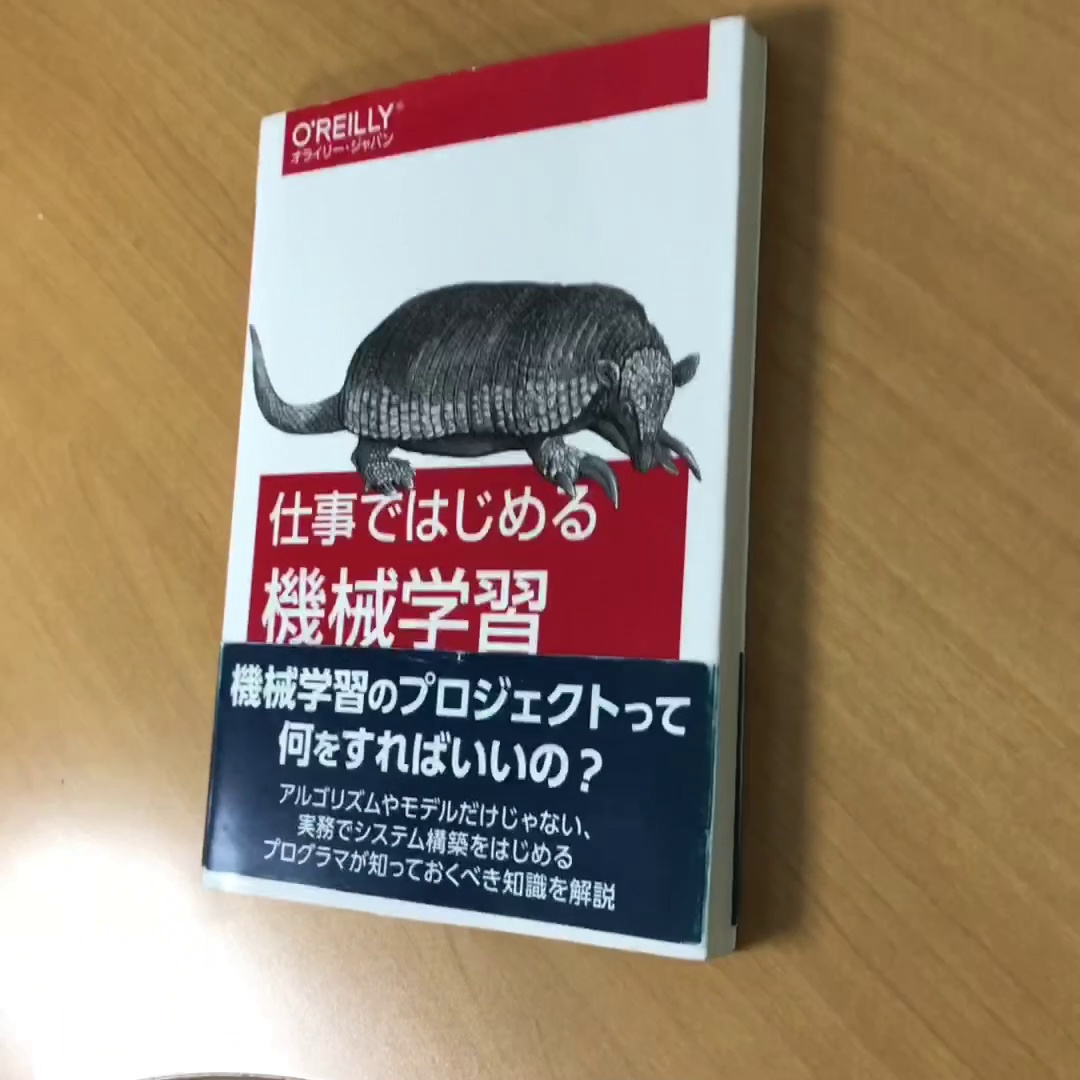 O'REILLY®
オライリー・ジャパン
仕事ではじめる
機械学習
機械学習のプロジェクトって
何をすればいいの？
アルゴリズムやモデルだけじゃない、
実務でシステム構築をはじめる
プログラマが知っておくべき知識を解説